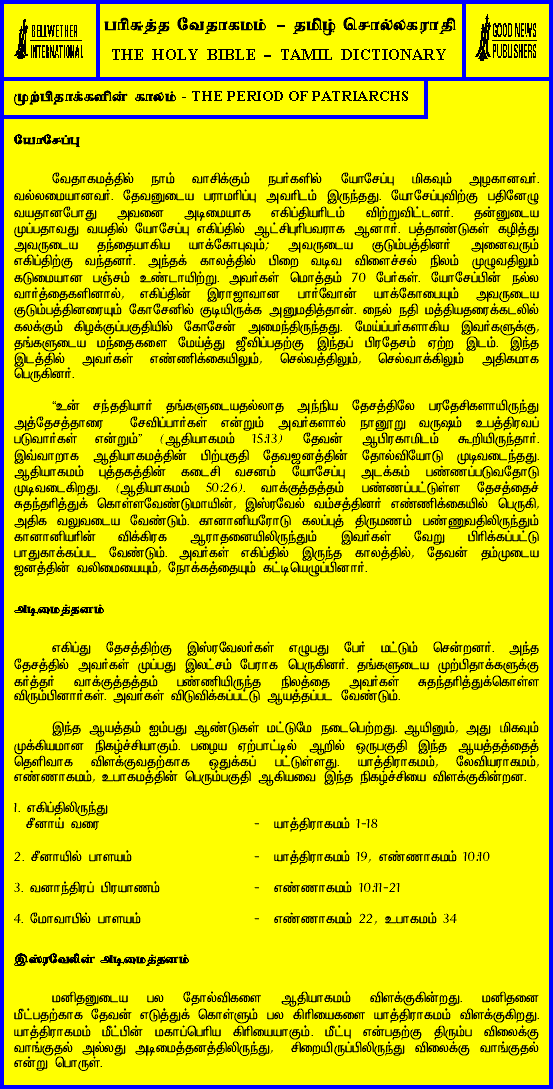 BELLWETHER
INTERNATIONAL
பரிசுத்த வேதாகமம் – தமிழ் சொல்லகராதி
THE HOLY BIBLE – TAMIL DICTIONARY
GOOD NEWS
PUBLISHERS
முற்பிதாக்களின் காலம் - THE PERIOD OF PATRIARCHS
யோசேப்பு
வேதாகமத்தில் நாம் வாசிக்கும் நபர்களில் யோசேப்பு மிகவும் அழகானவர்.
வல்லமையானவர். தேவனுடைய பராமரிப்பு அவரிடம் இருந்தது. யோசேப்புவிற்கு பதினேழு
வயதானபோது அவனை அடிமையாக எகிப்தியரிடம் விற்றுவிட்டனர். தன்னுடைய
முப்பதாவது வயதில் யோசேப்பு எகிப்தில் ஆட்சிபுரிபவராக ஆனார். பத்தாண்டுகள் கழித்து
அவருடைய தந்தையாகிய யாக்கோபுவும்; அவருடைய குடும்பத்தினர் அனைவரும்
எகிப்திற்கு வந்தனர். அந்தக் காலத்தில் பிறை வடிவ விளைச்சல் நிலம் முழுவதிலும்
கடுமையான பஞ்சம் உண்டாயிற்று. அவர்கள் மொத்தம் 70 பேர்கள். யோசேப்பின் நல்ல
வார்த்தைகளினால், எகிப்தின் இராஜாவான பார்வோன் யாக்கோபையும் அவருடைய
குடும்பத்தினரையும் கோசேனில் குடியிருக்க அனுமதித்தான். நைல் நதி மத்தியதரைக்கடலில்
கலக்கும் கிழக்குப்பகுதியில் கோசேன் அமைந்திருந்தது. மேய்ப்பர்களாகிய இவர்களுக்கு,
தங்களுடைய மந்தைகளை மேய்த்து ஜீவிப்பதற்கு இந்தப் பிரதேசம் ஏற்ற இடம். இந்த
இடத்தில் அவர்கள் எண்ணிக்கையிலும், செல்வத்திலும், செல்வாக்கிலும் அதிகமாக
பெருகினர்.
“உன் சந்ததியார் தங்களுடையதல்லாத அந்நிய தேசத்திலே பரதேசிகளாயிருந்து
அத்தேசத்தாரை சேவிப்பார்கள் என்றும் அவர்களால் நானூறு வருஷம் உபத்திரவப்
படுவார்கள் என்றும்” (ஆதியாகமம் 15:13) தேவன் ஆபிரகாமிடம் கூறியிருந்தார்.
இவ்வாறாக ஆதியாகமத்தின் பிற்பகுதி தேவஜனத்தின் தோல்வியோடு முடிவடைந்தது.
ஆதியாகமம் புத்தகத்தின் கடைசி வசனம் யோசேப்பு அடக்கம் பண்ணப்படுவதோடு
முடிவடைகிறது. (ஆதியாகமம் 50:26). வாக்குத்தத்தம் பண்ணப்பட்டுள்ள தேசத்தைச்
சுதந்தரித்துக் கொள்ளவேண்டுமாயின், இஸ்ரவேல் வம்சத்தினர் எண்ணிக்கையில் பெருகி,
அதிக வலுவடைய வேண்டும். கானானியரோடு கலப்புத் திருமணம் பண்ணுவதிலிருந்தும்
கானானியரின் விக்கிரக ஆராதனையிலிருந்தும் இவர்கள் வேறு பிரிக்கப்பட்டு
பாதுகாக்கப்பட வேண்டும். அவர்கள் எகிப்தில் இருந்த காலத்தில், தேவன் தம்முடைய
ஜனத்தின் வலிமையையும், நோக்கத்தையும் கட்டியெழுப்பினார்.
அடிமைத்தனம்
எகிப்து தேசத்திற்கு இஸ்ரவேலர்கள் எழுபது பேர் மட்டும் சென்றனர். அந்த
தேசத்தில் அவர்கள் முப்பது இலட்சம் பேராக பெருகினர். தங்களுடைய முற்பிதாக்களுக்கு
கர்த்தர் வாக்குத்தத்தம் பண்ணியிருந்த நிலத்தை அவர்கள் சுதந்தரித்துக்கொள்ள
விரும்பினார்கள். அவர்கள் விடுவிக்கப்பட்டு ஆயத்தப்பட வேண்டும்.
இந்த ஆயத்தம் ஐம்பது ஆண்டுகள் மட்டுமே நடைபெற்றது. ஆயினும், அது மிகவும்
முக்கியமான நிகழ்ச்சியாகும். பழைய ஏற்பாட்டில் ஆறில் ஒருபகுதி இந்த ஆயத்தத்தைத்
தெளிவாக விளக்குவதற்காக ஒதுக்கப் பட்டுள்ளது. யாத்திராகமம், லேவியராகமம்,
எண்ணாகமம், உபாகமத்தின் பெரும்பகுதி ஆகியவை இந்த நிகழ்ச்சியை விளக்குகின்றன.
1. எகிப்திலிருந்து
சீனாய் வரை - யாத்திராகமம் 1-18
2. சீனாயில் பாளயம் - யாத்திராகமம் 19, எண்ணாகமம் 10:10
3. வனாந்திரப் பிரயாணம் - எண்ணாகமம் 10:11-21
4. மோவாபில் பாளயம் - எண்ணாகமம் 22, உபாகமம் 34
இஸ்ரவேலின் அடிமைத்தனம்
மனிதனுடைய பல தோல்விகளை ஆதியாகமம் விளக்குகின்றது. மனிதனை
மீட்பதற்காக தேவன் எடுத்துக் கொள்ளும் பல கிரியைகளை யாத்திராகமம் விளக்குகிறது.
யாத்திராகமம் மீட்பின் மகாப்பெரிய கிரியையாகும். மீட்பு என்பதற்கு திரும்ப விலைக்கு
வாங்குதல் அல்லது அடிமைத்தனத்திலிருந்து, சிறையிருப்பிலிருந்து விலைக்கு வாங்குதல்
என்று பொருள்.